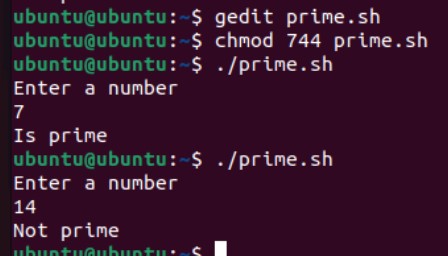 ubuntu@ubuntu:~$ gedit prime.sh
ubuntu@ubuntu:~$ chmod 744 prime.sh
ubuntu@ubuntu:~$ ./prime.sh
Enter a number
7
Is prime
ubuntu@ubuntu:~$ ./prime.sh
Enter a number
14
Not prime
ubuntu@ubuntu:~$